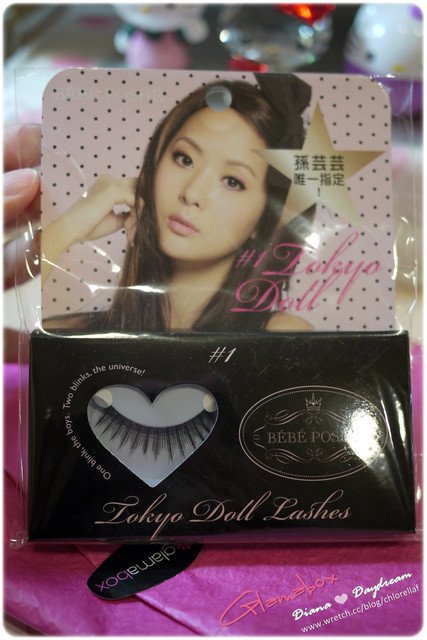 孫芸芸
唯一指定
!
#1 Tokyo
Doll
#1
One blink, the boys. Two blinks, the universe!
BÉBÉ POSH
Tokyo Doll Lashes
glamabox
Glamabox
Diana Daydream
www.wretch.cc/blog/chlorellaf